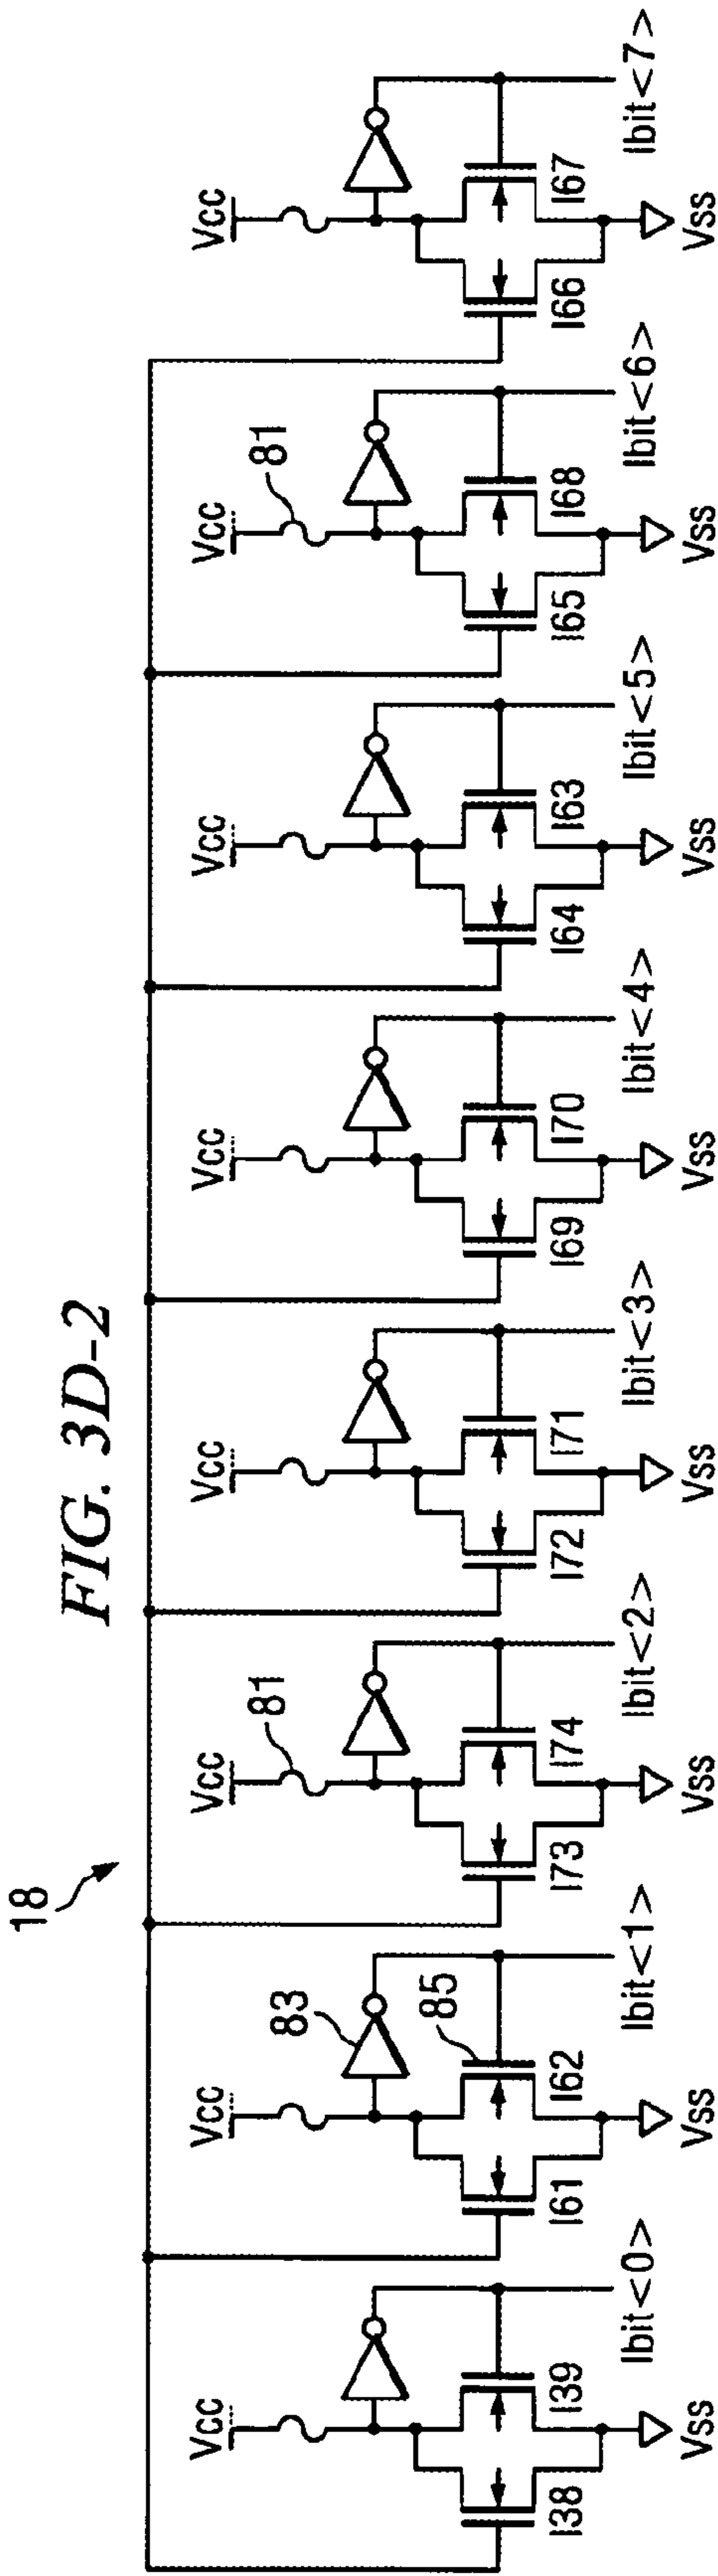 FIG. 3D-2
18
Vcc Vcc Vcc Vcc Vcc Vcc Vcc Vcc
83 81 81
85
I38 I39 I61 I62 I73 I74 I72 I71 I69 I70 I64 I63 I65 I68 I66 I67
Ibit<0> Ibit<1> Ibit<2> Ibit<3> Ibit<4> Ibit<5> Ibit<6> Ibit<7>
Vss Vss Vss Vss Vss Vss Vss Vss